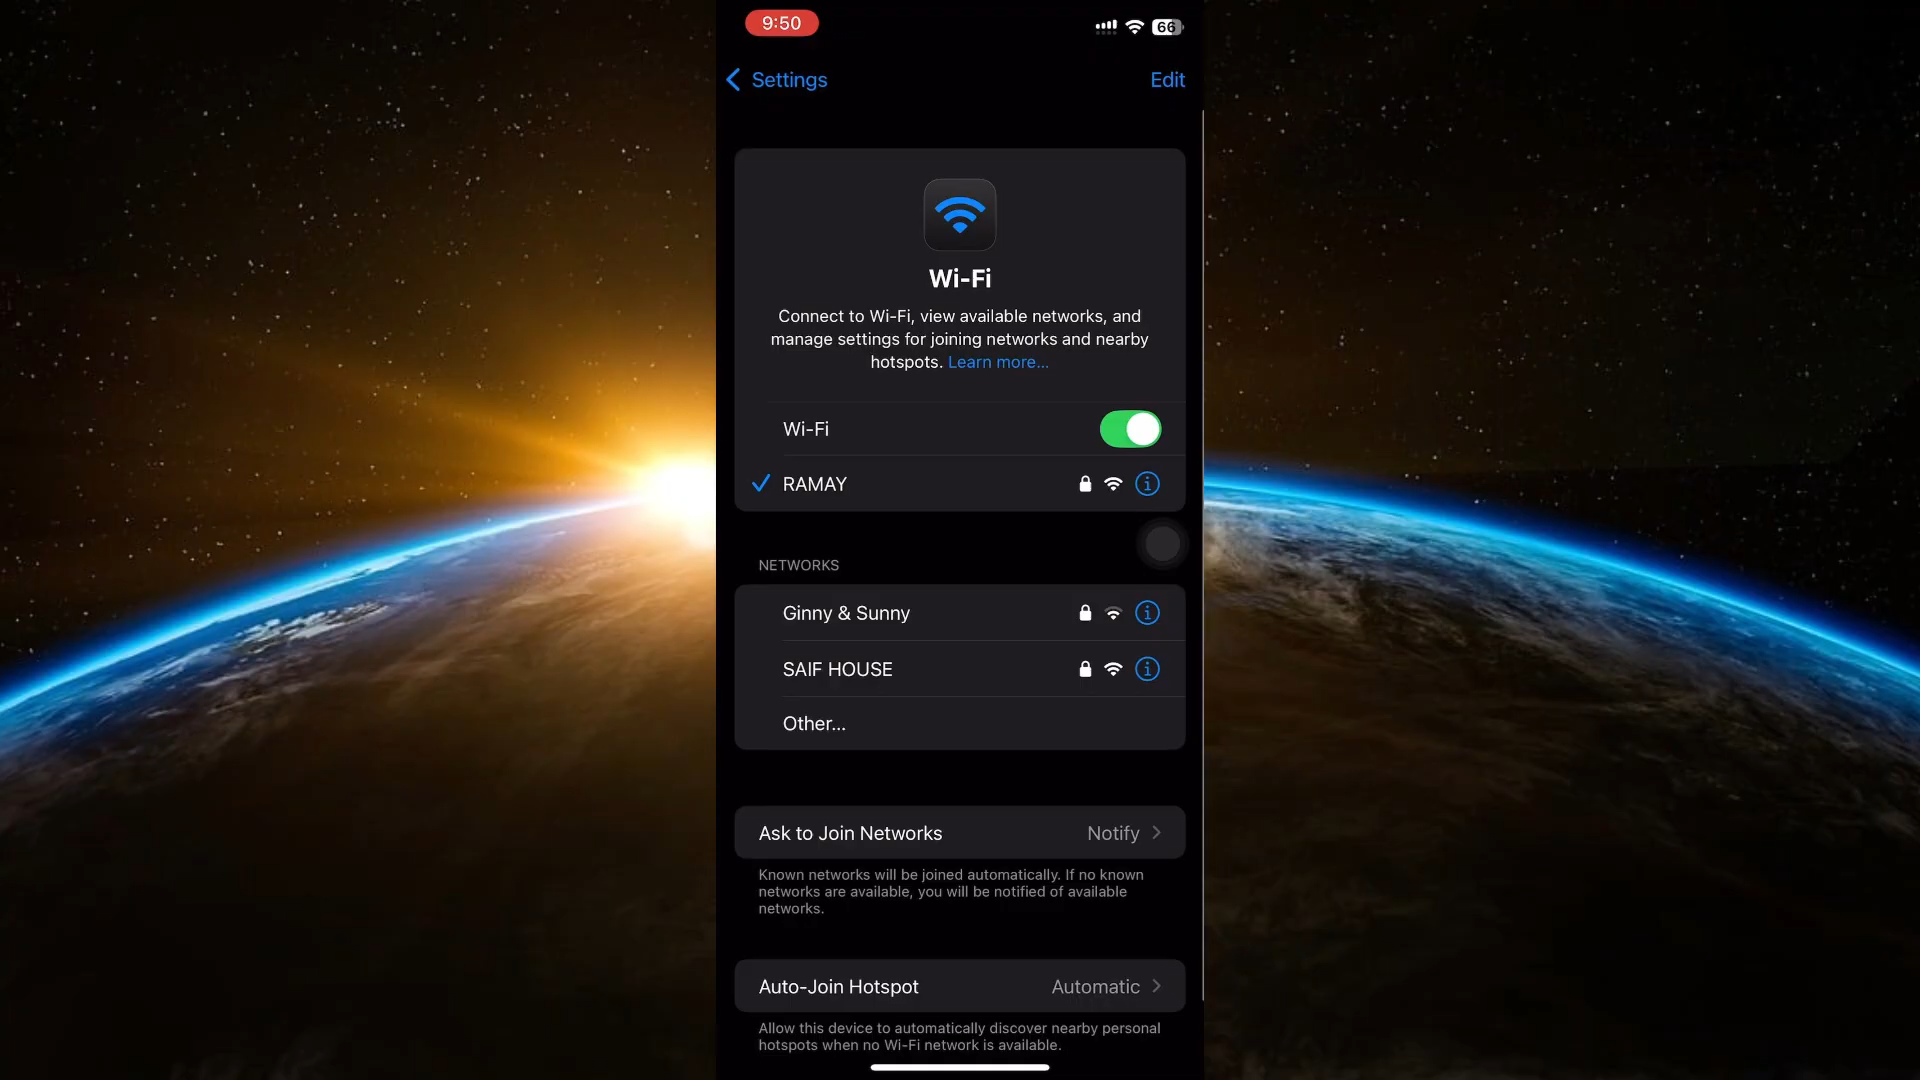 9:50
66
Settings
Edit
Wi-Fi
Connect to Wi-Fi, view available networks, and
manage settings for joining networks and nearby
hotspots. Learn more...
Wi-Fi
RAMAY
NETWORKS
Ginny & Sunny
SAIF HOUSE
Other...
Ask to Join Networks Notify
Known networks will be joined automatically. If no known
networks are available, you will be notified of available
networks.
Auto-Join Hotspot Automatic
Allow this device to automatically discover nearby personal
hotspots when no Wi-Fi network is available.